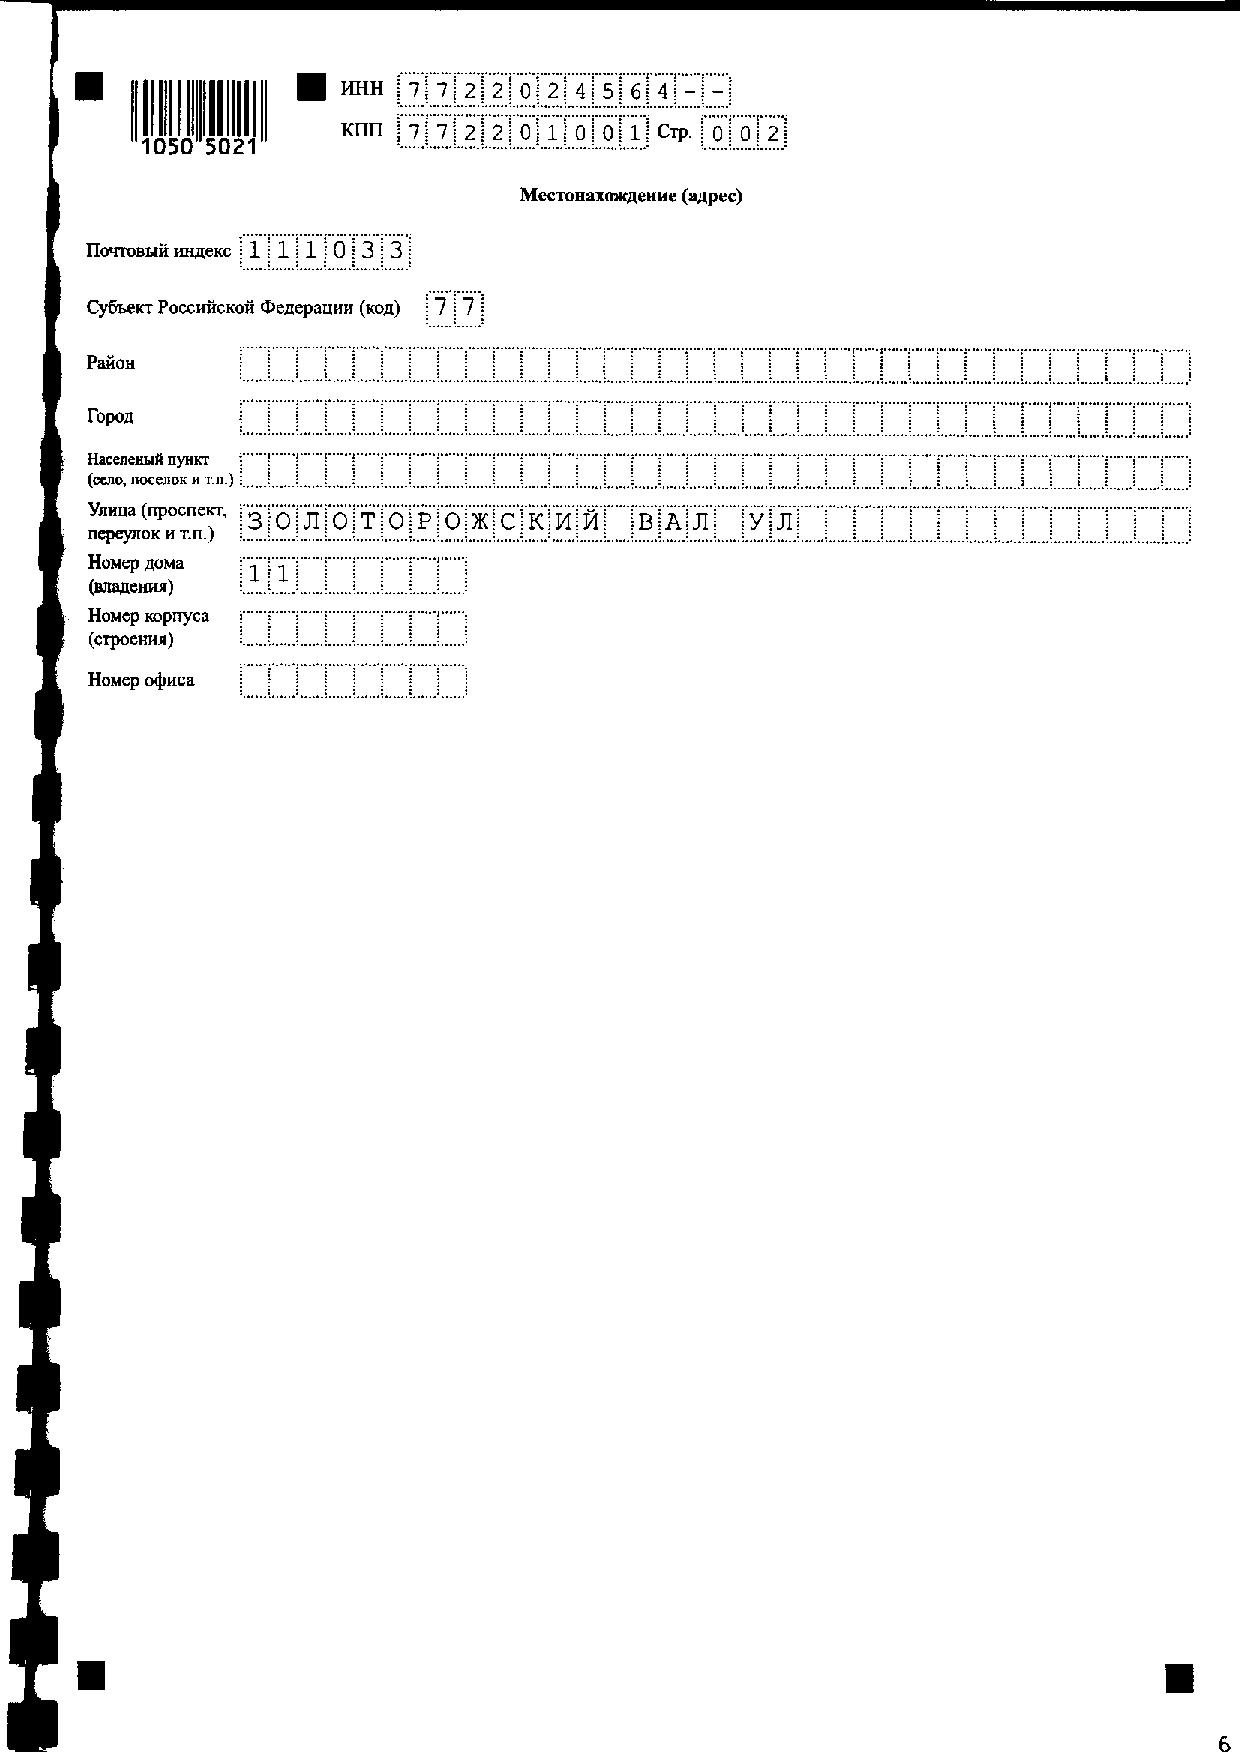 ИНН 7722024564--
1050 5021
КПП 772201001 Стр. 002
Местонахождение (адрес)
Почтовый индекс 111033
Субъект Российской Федерации (код) 77
Район
Город
Населеный пункт
(село, поселок и т.п.)
Улица (проспект,
переулок и т.п.) ЗОЛОТОРОЖСКИЙ ВАЛ УЛ
Номер дома
(владения) 11
Номер корпуса
(строения)
Номер офиса
6